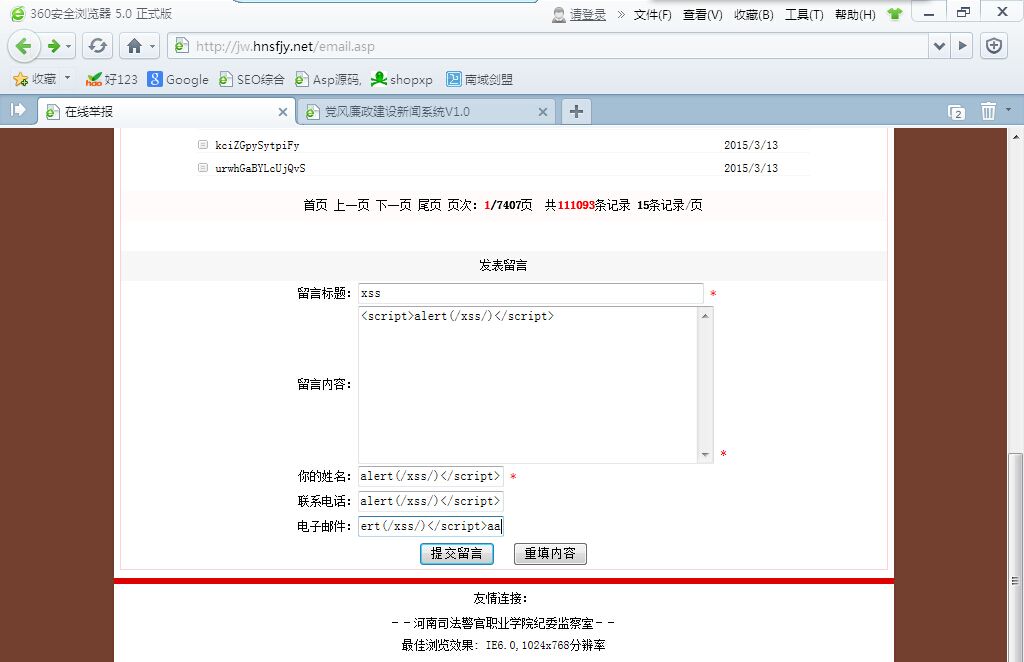 360安全浏览器 5.0 正式版
请登录 » 文件(F) 查看(V) 收藏(B) 工具(T) 帮助(H)
http://jw.hnsfjy.net/email.asp
收藏 好123 Google SEO综合 Asp源码, shopxp 南域剑盟
在线举报 党风廉政建设新闻系统V1.0 2
kciZGpySytpiFy 2015/3/13
urwhGaBYLcUjQvS 2015/3/13
首页 上一页 下一页 尾页 页次：1/7407页 共111093条记录 15条记录/页
发表留言
留言标题： xss *
<script>alert(/xss/)</script>
留言内容： *
你的姓名： alert(/xss/)</script> *
联系电话： alert(/xss/)</script>
电子邮件： ert(/xss/)</script>aa
提交留言 重填内容
友情连接：
－－河南司法警官职业学院纪委监察室－－
最佳浏览效果：IE6.0,1024x768分辨率